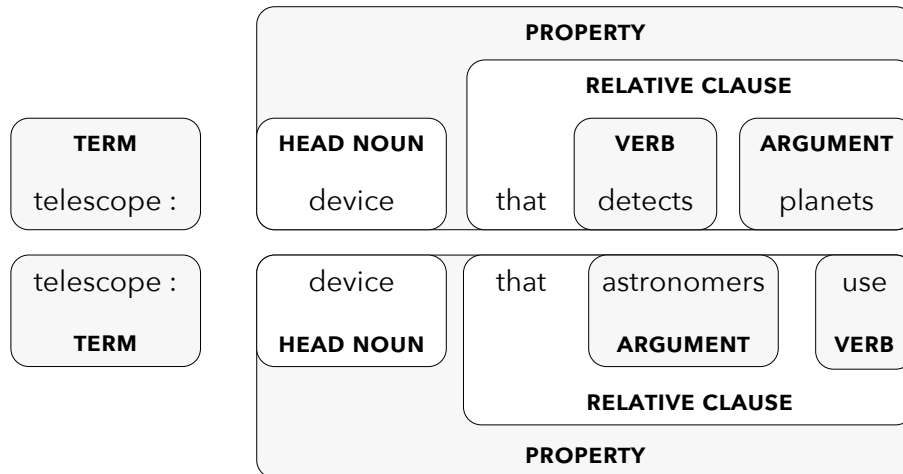 PROPERTY
RELATIVE CLAUSE
TERM HEAD NOUN VERB ARGUMENT
telescope : device that detects planets
telescope : device that astronomers use
TERM HEAD NOUN ARGUMENT VERB
RELATIVE CLAUSE
PROPERTY